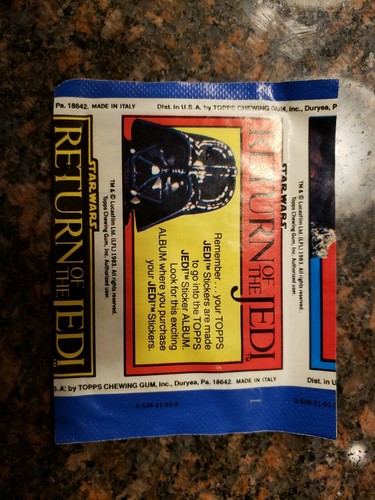 Pa. 18642. MADE IN ITALY
Dist. in U.S.A. by TOPPS CHEWING GUM, Inc., Duryea, P
STAR WARS
RETURN
OF
THE
JEDI
TM & © Lucasfilm Ltd. (LFL) 1983. All rights reserved.
Topps Chewing Gum, Inc. Authorized user.
STAR WARS
RETURN
OF
THE
JEDI
TM
Remember . . . your TOPPS
JEDI™ Stickers are made
to go into the TOPPS
JEDI™ Sticker ALBUM.
Look for this exciting
ALBUM where you purchase
your JEDI™ Stickers.
TM & © Lucasfilm Ltd. (LFL) 1983. All rights reserved.
Topps Chewing Gum, Inc. Authorized user.
S.A. by TOPPS CHEWING GUM, Inc., Duryea, Pa. 18642. MADE IN ITALY
Dist. in U